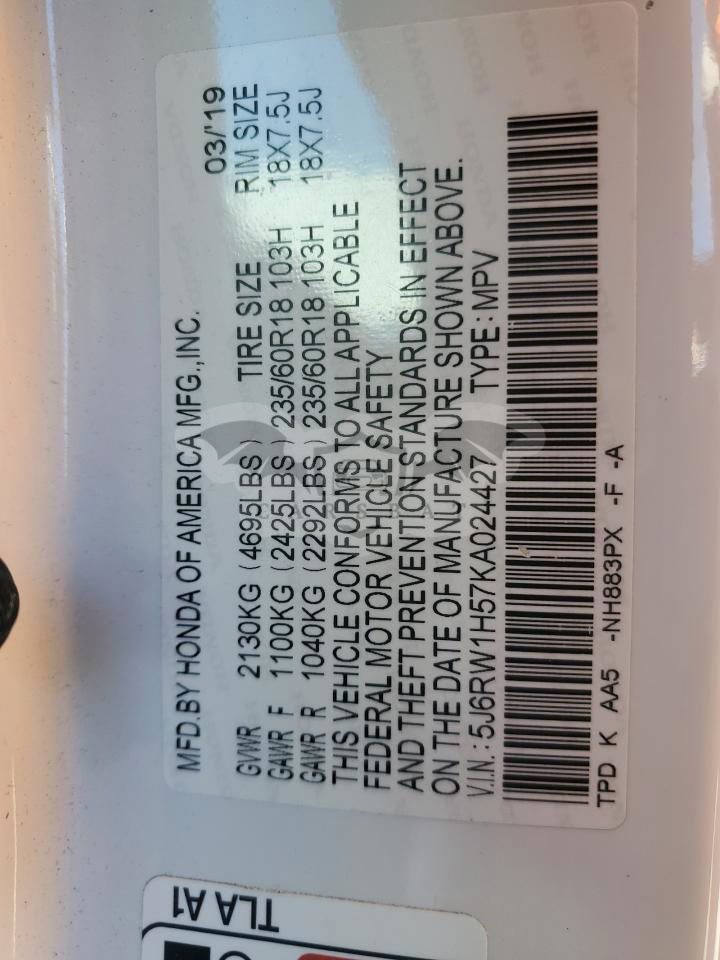 MFD.BY HONDA OF AMERICA MFG.,INC. 03/'19
GVWR 2130KG (4695LBS) TIRE SIZE RIM SIZE
GAWR F 1100KG (2425LBS) 235/60R18 103H 18X7.5J
GAWR R 1040KG (2292LBS) 235/60R18 103H 18X7.5J
THIS VEHICLE CONFORMS TO ALL APPLICABLE
FEDERAL MOTOR VEHICLE SAFETY
AND THEFT PREVENTION STANDARDS IN EFFECT
ON THE DATE OF MANUFACTURE SHOWN ABOVE.
V.I.N.: 5J6RW1H57KA024427 TYPE: MPV
TPD K AA5 -NH883PX -F -A
TLA A1
CARSBAT